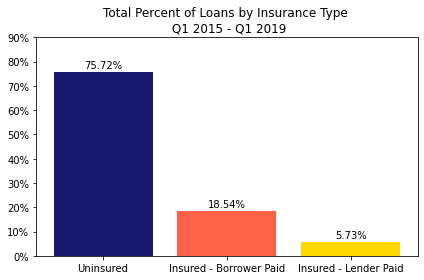 Total Percent of Loans by Insurance Type
Q1 2015 - Q1 2019
90%
80%
70%
60%
50%
40%
30%
20%
10%
0%
75.72%
18.54%
5.73%
Uninsured
Insured - Borrower Paid
Insured - Lender Paid